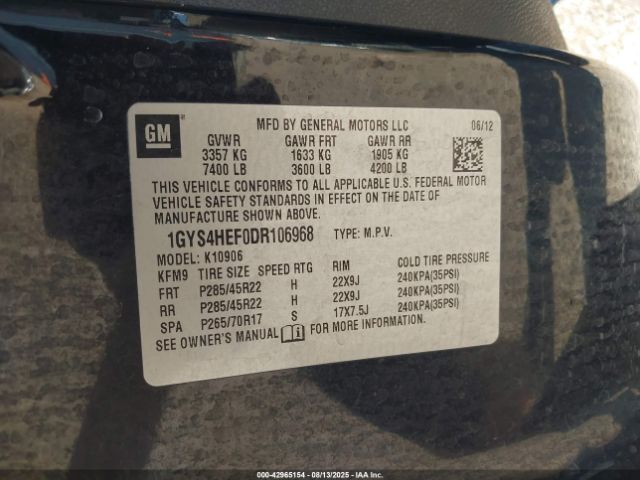 GM
MFD BY GENERAL MOTORS LLC 06/12
GVWR GAWR FRT GAWR RR
3357 KG 1633 KG 1905 KG
7400 LB 3600 LB 4200 LB
THIS VEHICLE CONFORMS TO ALL APPLICABLE U.S. FEDERAL MOTOR
VEHICLE SAFETY STANDARDS IN EFFECT ON THE DATE OF
MANUFACTURE SHOWN ABOVE.
1GYS4HEF0DR106968 TYPE: M.P.V.
MODEL: K10906
KFM9 TIRE SIZE SPEED RTG RIM COLD TIRE PRESSURE
FRT P285/45R22 H 22X9J 240KPA(35PSI)
RR P285/45R22 H 22X9J 240KPA(35PSI)
SPA P265/70R17 S 17X7.5J 240KPA(35PSI)
SEE OWNER'S MANUAL FOR MORE INFORMATION.
000-42965154 - 08/13/2025 - IAAI.COM